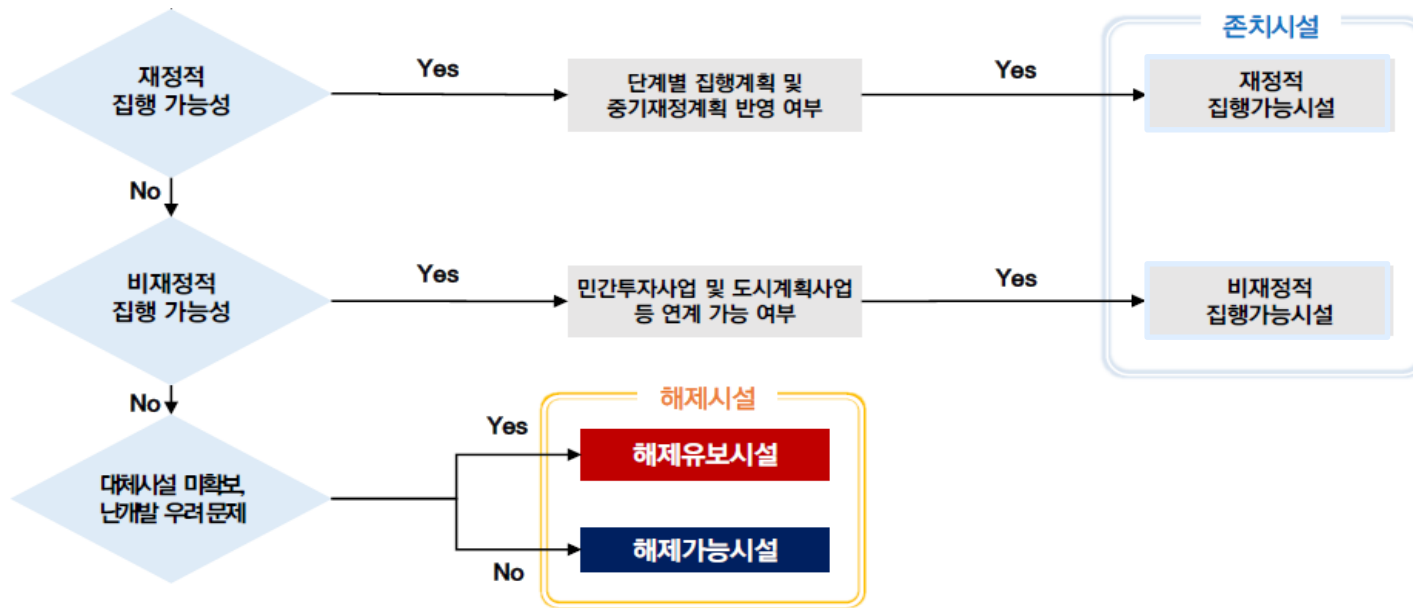 존치시설
재정적
집행 가능성
Yes
단계별 집행계획 및
중기재정계획 반영 여부
Yes
재정적
집행가능시설
No
비재정적
집행 가능성
Yes
민간투자사업 및 도시계획사업
등 연계 가능 여부
Yes
비재정적
집행가능시설
No
해제시설
대체시설 미확보,
난개발 우려 문제
Yes
해제유보시설
No
해제가능시설